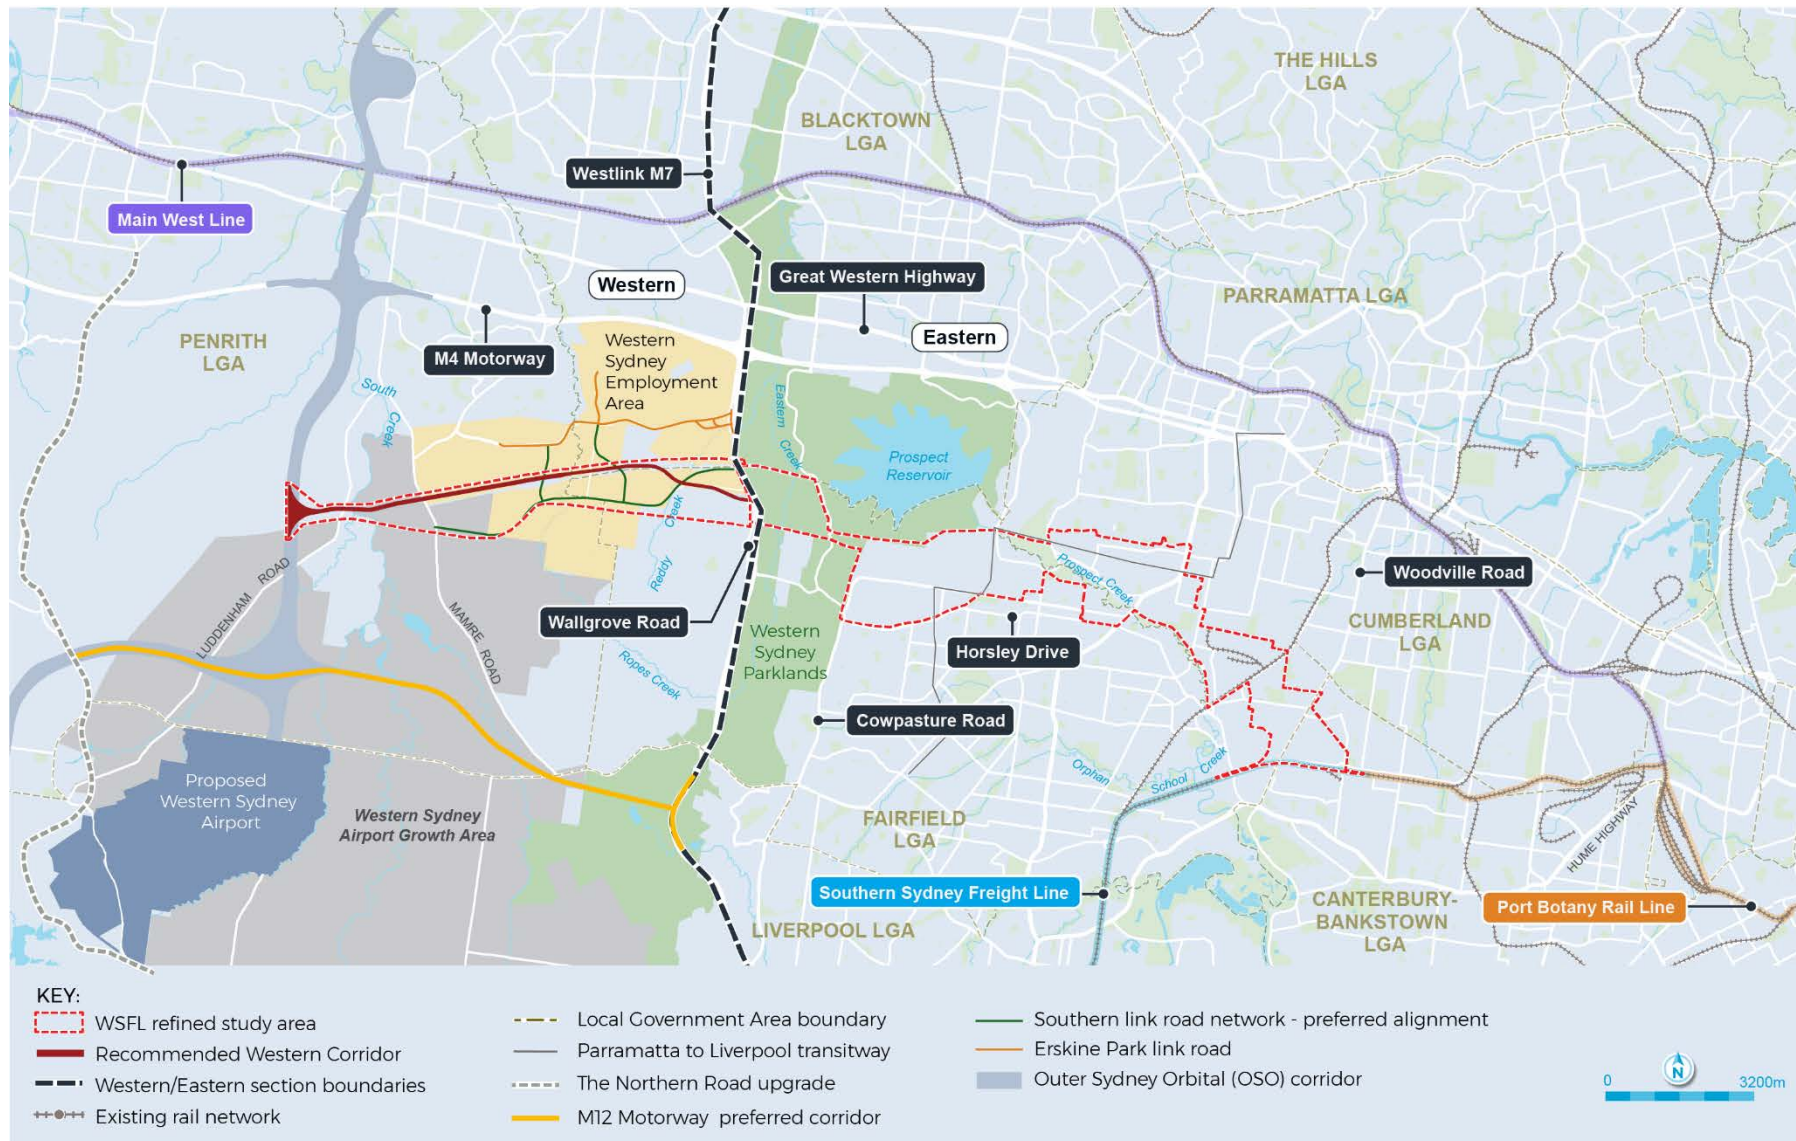 THE HILLS
LGA
BLACKTOWN
LGA
Westlink M7
Main West Line
Western
Great Western Highway
PARRAMATTA LGA
Eastern
PENRITH
LGA
M4 Motorway
Western
Sydney
Employment
Area
South
Creek
Eastern
Creek
Prospect
Reservoir
Reddy
Creek
LUDDENHAM
ROAD
MAMRE
ROAD
Prospect Creek
Woodville Road
Wallgrove Road
Western
Sydney
Parklands
Horsley Drive
CUMBERLAND
LGA
Ropes Creek
Cowpasture Road
Orphan
School
Creek
Proposed
Western Sydney
Airport
Western Sydney
Airport Growth Area
FAIRFIELD
LGA
HUME HIGHWAY
Southern Sydney Freight Line
CANTERBURY-
BANKSTOWN
LGA
Port Botany Rail Line
LIVERPOOL LGA
KEY:
WSFL refined study area
Recommended Western Corridor
Western/Eastern section boundaries
Existing rail network
Local Government Area boundary
Parramatta to Liverpool transitway
The Northern Road upgrade
M12 Motorway preferred corridor
Southern link road network - preferred alignment
Erskine Park link road
Outer Sydney Orbital (OSO) corridor
N
0
3200m